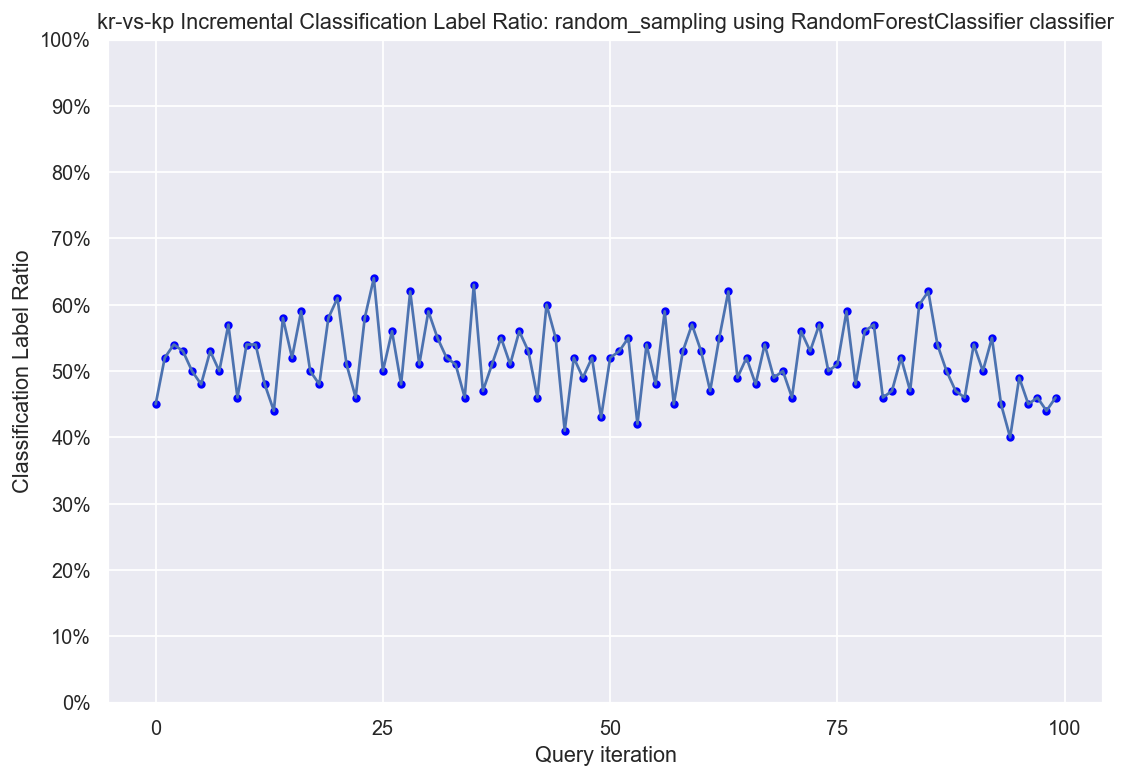 kr-vs-kp Incremental Classification Label Ratio: random_sampling using RandomForestClassifier classifier
100%
90%
80%
70%
60%
50%
40%
30%
20%
10%
0%
Classification Label Ratio
0 25 50 75 100
Query iteration